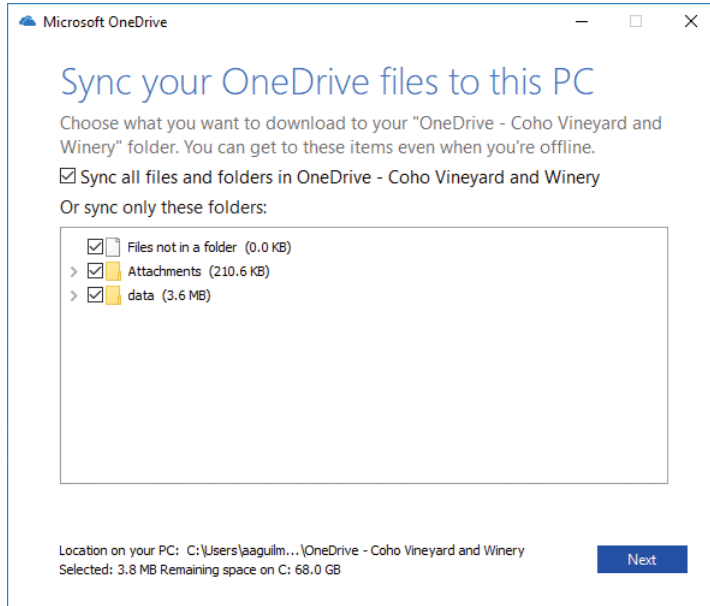 Microsoft OneDrive
Sync your OneDrive files to this PC
Choose what you want to download to your "OneDrive - Coho Vineyard and
Winery" folder. You can get to these items even when you're offline.
Sync all files and folders in OneDrive - Coho Vineyard and Winery
Or sync only these folders:
Files not in a folder (0.0 KB)
Attachments (210.6 KB)
data (3.6 MB)
Location on your PC: C:\Users\aaguilm...\OneDrive - Coho Vineyard and Winery
Selected: 3.8 MB Remaining space on C: 68.0 GB
Next